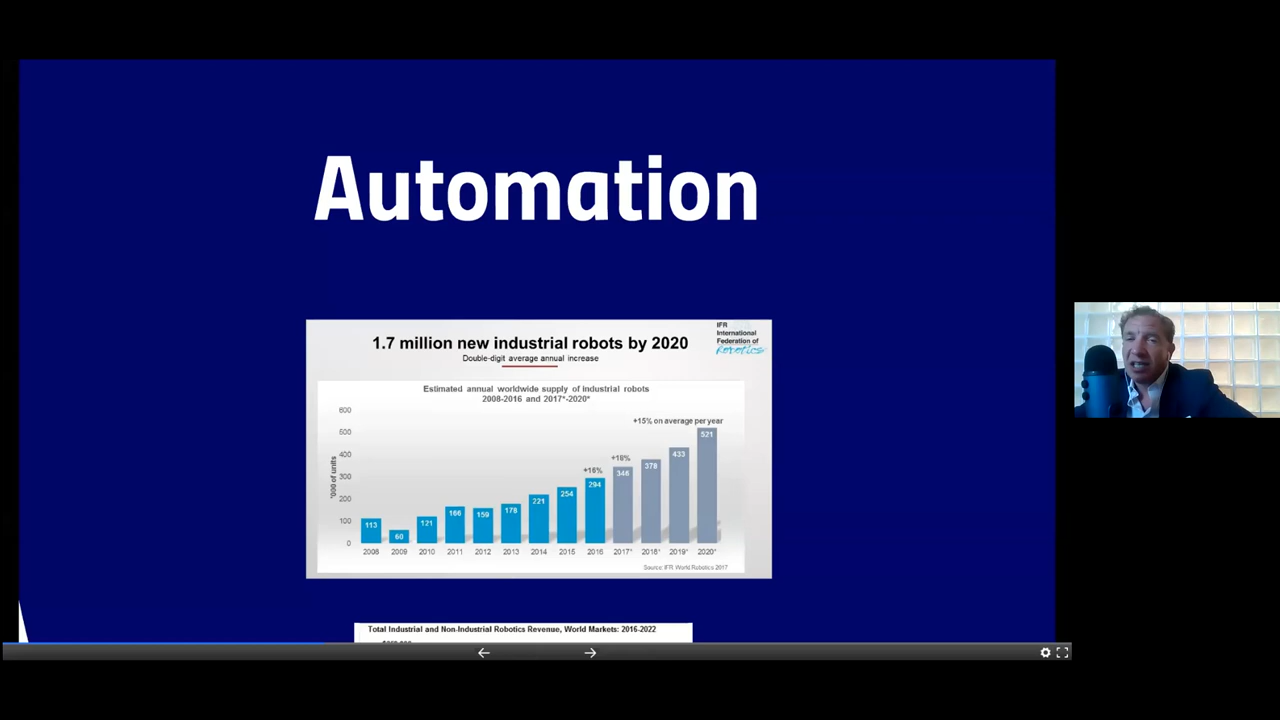 Automation
1.7 million new industrial robots by 2020
Double-digit average annual increase
IFR
International
Federation of
Robotics
Estimated annual worldwide supply of industrial robots
2008-2016 and 2017*-2020*
'000 of units
600
500
400
300
200
100
0
+15% on average per year
+18%
+16%
113
60
121
166
159
178
221
254
294
346
378
433
521
2008
2009
2010
2011
2012
2013
2014
2015
2016
2017*
2018*
2019*
2020*
Source: IFR World Robotics 2017
Total Industrial and Non-Industrial Robotics Revenue, World Markets: 2016-2022